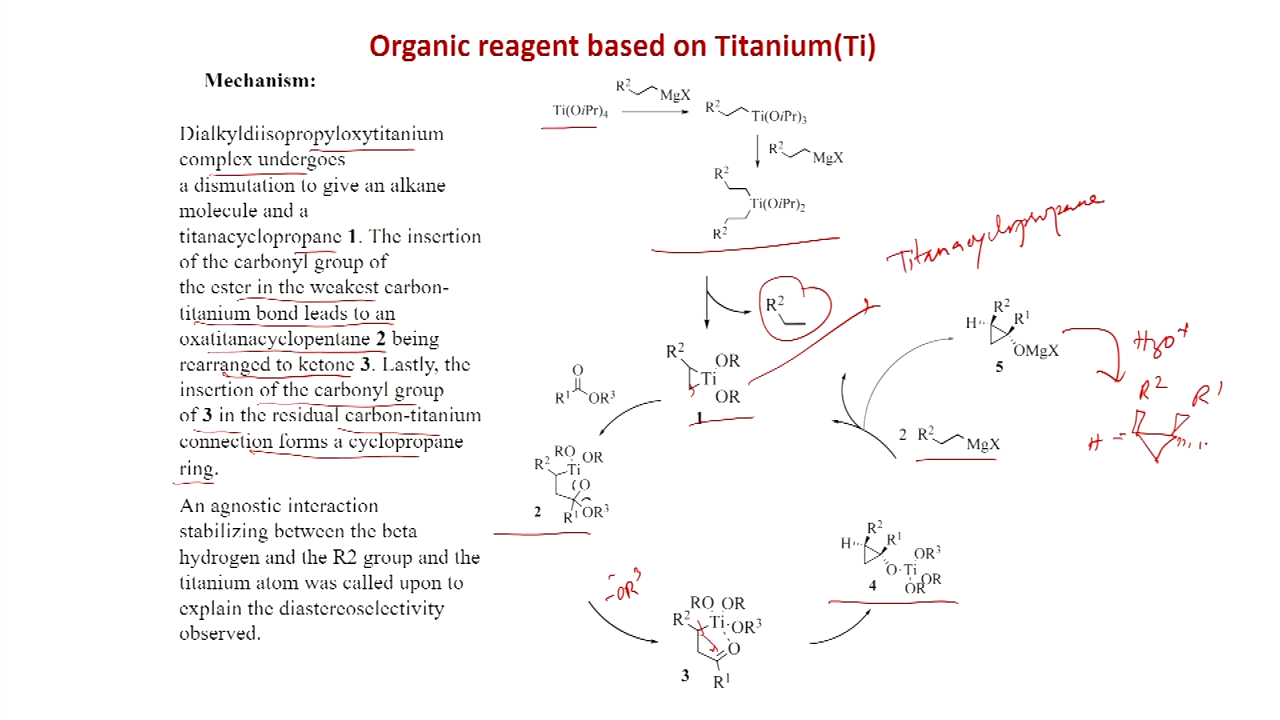 Organic reagent based on Titanium(Ti)
Mechanism:
Dialkyldiisopropyloxytitanium
complex undergoes
a dismutation to give an alkane
molecule and a
titanacyclopropane 1. The insertion
of the carbonyl group of
the ester in the weakest carbon-
titanium bond leads to an
oxatitanacyclopentane 2 being
rearranged to ketone 3. Lastly, the
insertion of the carbonyl group
of 3 in the residual carbon-titanium
connection forms a cyclopropane
ring.
An agnostic interaction
stabilizing between the beta
hydrogen and the R2 group and the
titanium atom was called upon to
explain the diastereoselectivity
observed.
R² MgX
Ti(OiPr)₄
R² Ti(OiPr)₃
R² MgX
R²
Ti(OiPr)₂
R²
Titanacyclopropane
R²
R²
OR
Ti
OR
1
O
R¹ OR³
RO OR
R² Ti
O
R¹ OR³
2
-OR³
RO OR
R² Ti OR³
O
R¹
3
R²
H R¹
OR³
O Ti
OR OR
4
2 R² MgX
R²
H R¹
OMgX
5
H₃O⁺
R² R¹
H